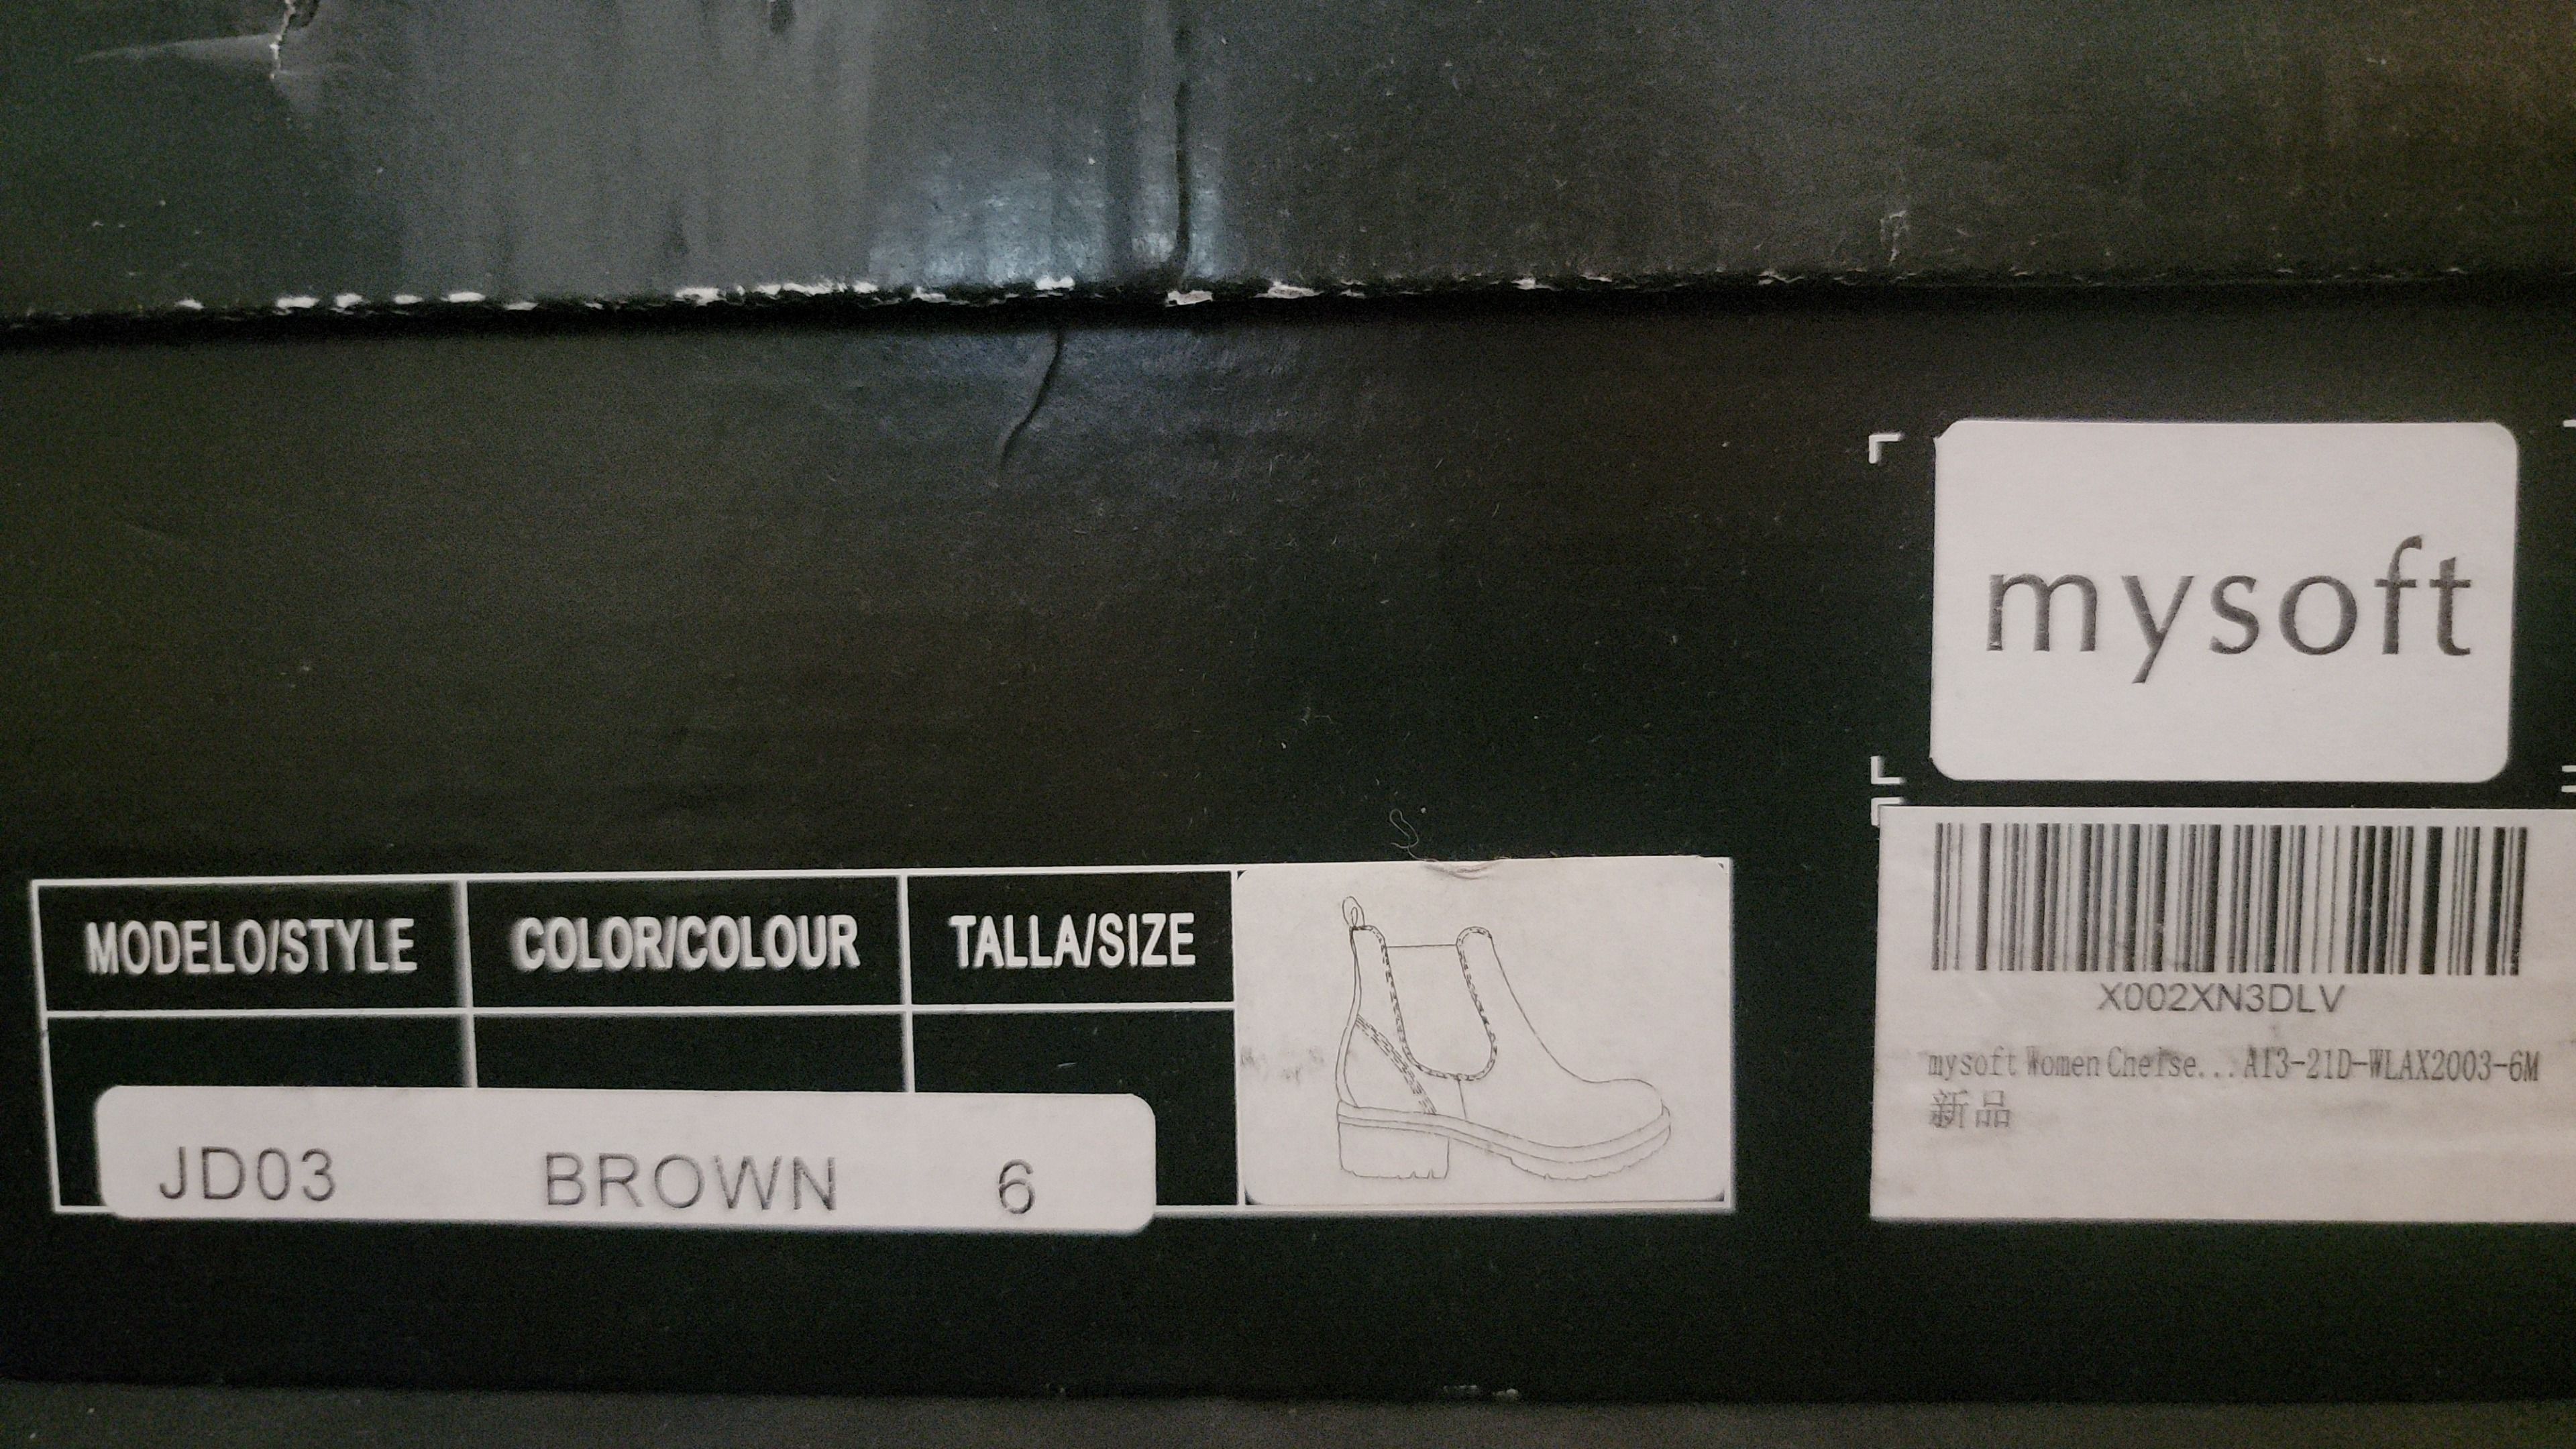 mysoft
MODELO/STYLE COLOR/COLOUR TALLA/SIZE
JD03 BROWN 6
X002XN3DLV
mysoft Women Chelse...A13-21D-WLAX2003-6M
新品